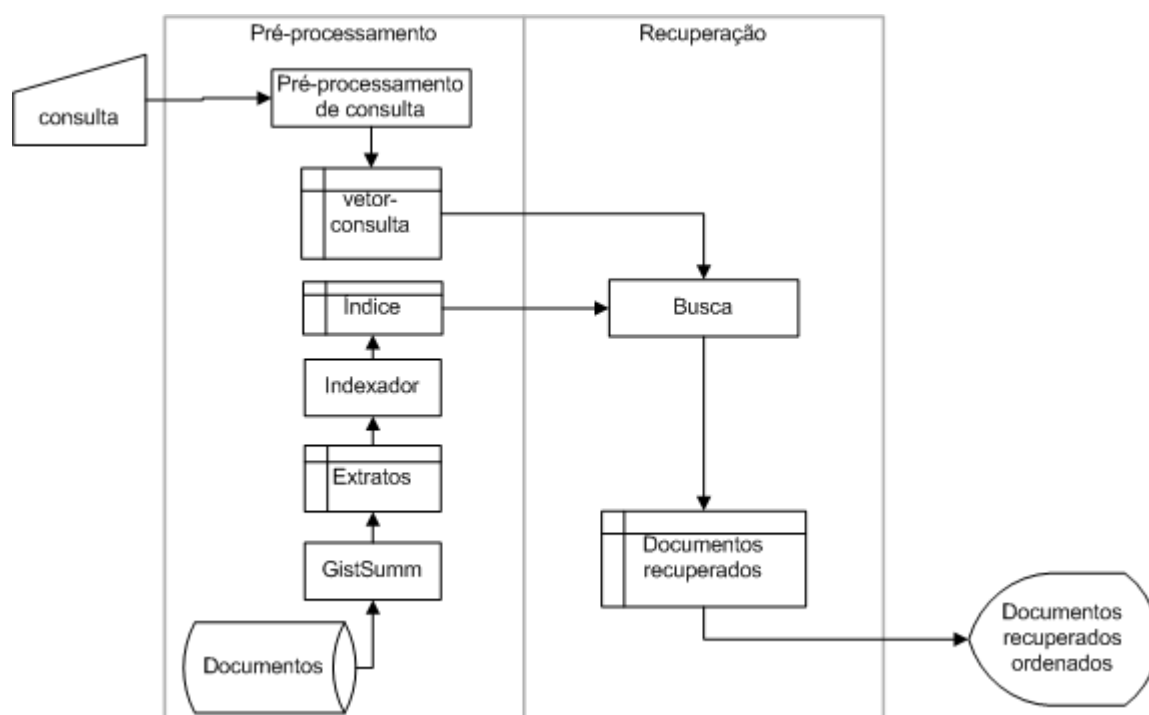 Pré-processamento
Recuperação
consulta
Pré-processamento
de consulta
vetor-
consulta
Índice
Busca
Indexador
Extratos
GistSumm
Documentos
Documentos
recuperados
Documentos
recuperados
ordenados